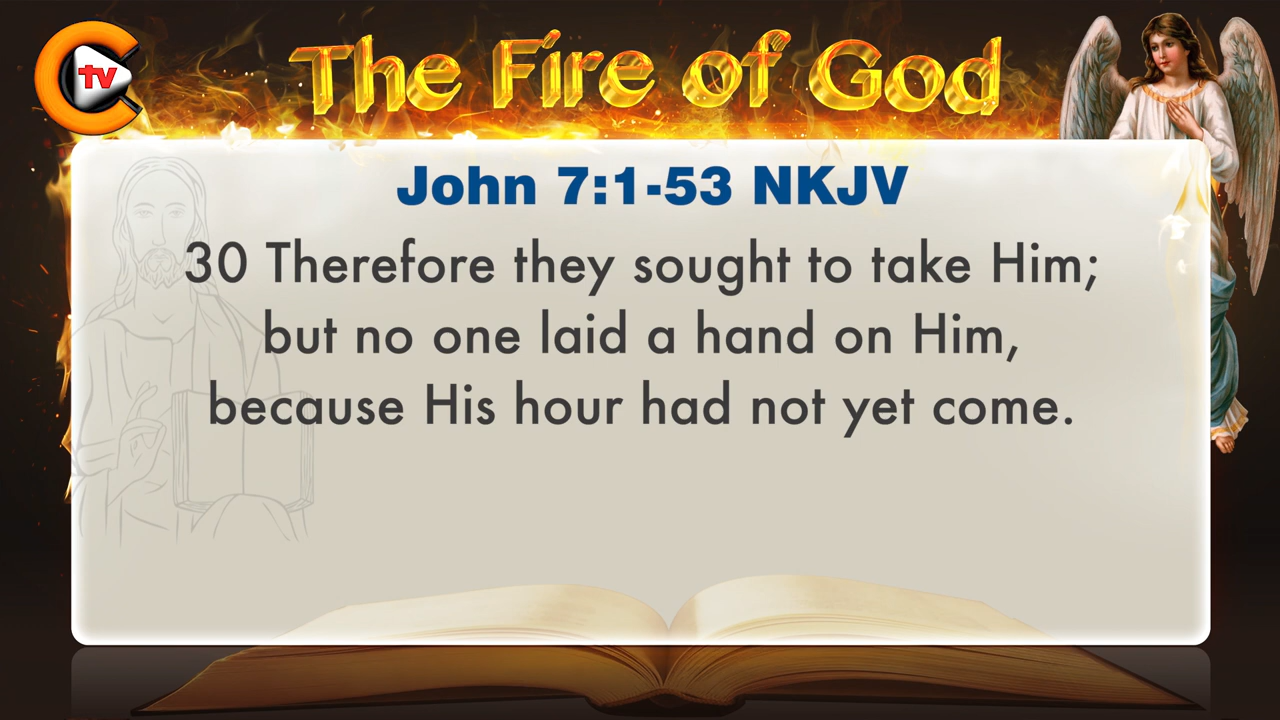 tv
The Fire of God
John 7:1-53 NKJV
30 Therefore they sought to take Him;
but no one laid a hand on Him,
because His hour had not yet come.